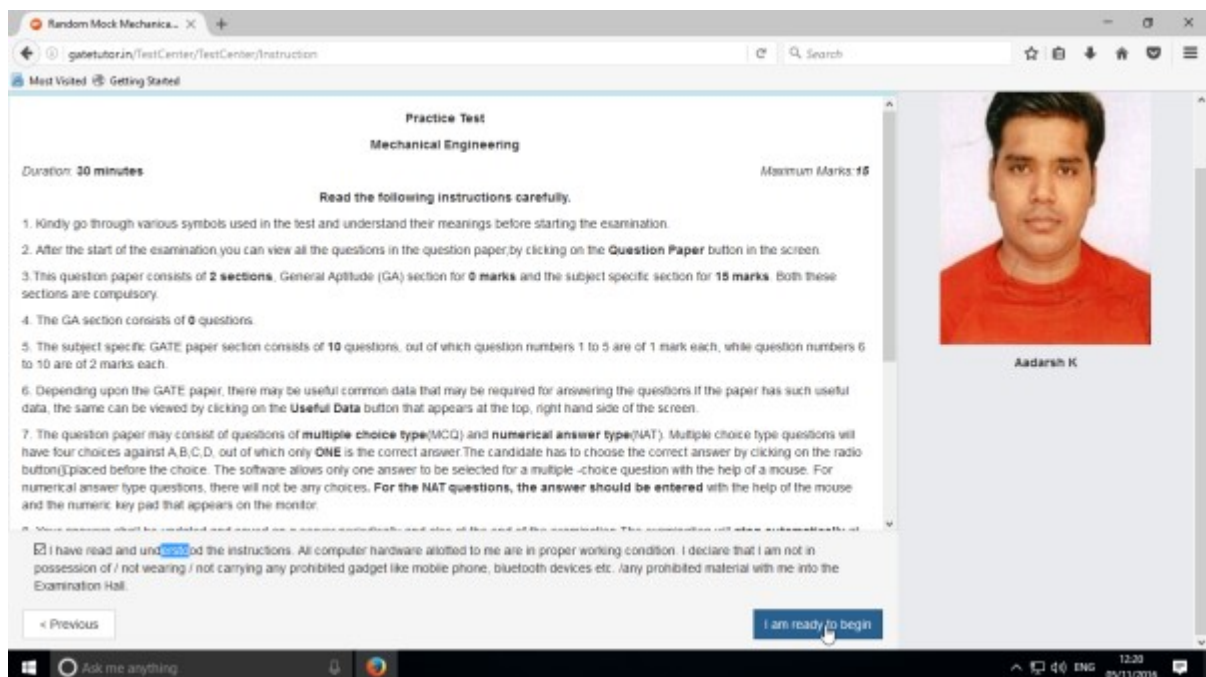 Random Mock Mechanica...
gatetutor.in/TestCenter/TestCenter/Instruction
Search
Most Visited Getting Started
Practice Test
Mechanical Engineering
Duration: 30 minutes Maximum Marks:15
Read the following instructions carefully.
1. Kindly go through various symbols used in the test and understand their meanings before starting the examination.
2. After the start of the examination,you can view all the questions in the question paper,by clicking on the Question Paper button in the screen.
3.This question paper consists of 2 sections, General Aptitude (GA) section for 0 marks and the subject specific section for 15 marks. Both these
sections are compulsory.
4. The GA section consists of 0 questions.
5. The subject specific GATE paper section consists of 10 questions, out of which question numbers 1 to 5 are of 1 mark each, while question numbers 6
to 10 are of 2 marks each.
6. Depending upon the GATE paper, there may be useful common data that may be required for answering the questions.If the paper has such useful
data, the same can be viewed by clicking on the Useful Data button that appears at the top, right hand side of the screen.
7. The question paper may consist of questions of multiple choice type(MCQ) and numerical answer type(NAT). Multiple choice type questions will
have four choices against A,B,C,D, out of which only ONE is the correct answer.The candidate has to choose the correct answer by clicking on the radio
button() placed before the choice. The software allows only one answer to be selected for a multiple -choice question with the help of a mouse. For
numerical answer type questions, there will not be any choices. For the NAT questions, the answer should be entered with the help of the mouse
and the numeric key pad that appears on the monitor.
I have read and understood the instructions. All computer hardware allotted to me are in proper working condition. I declare that I am not in
possession of / not wearing / not carrying any prohibited gadget like mobile phone, bluetooth devices etc. /any prohibited material with me into the
Examination Hall.
< Previous
I am ready to begin
Aadarsh K
Ask me anything
ENG
12:20
05/11/2016